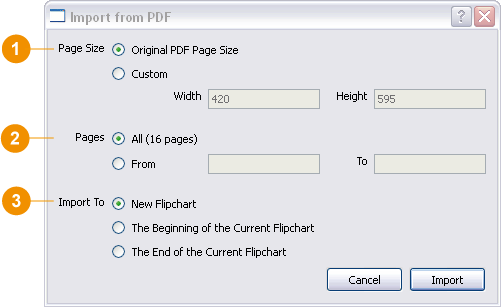 Import from PDF
1 Page Size Original PDF Page Size
Custom
Width 420 Height 595
2 Pages All (16 pages)
From To
3 Import To New Flipchart
The Beginning of the Current Flipchart
The End of the Current Flipchart
Cancel Import